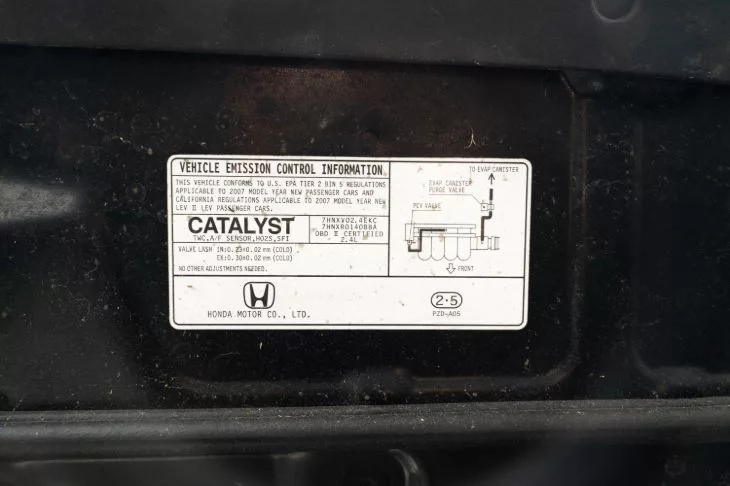 VEHICLE EMISSION CONTROL INFORMATION
THIS VEHICLE CONFORMS TO U.S. EPA TIER 2 BIN 5 REGULATIONS
APPLICABLE TO 2007 MODEL YEAR NEW PASSENGER CARS AND
CALIFORNIA REGULATIONS APPLICABLE TO 2007 MODEL YEAR NEW
LEV II LEV PASSENGER CARS.
CATALYST
TWC, A/F SENSOR, HO2S, SFI
7HNXV02.4EKC
7HNXR0140BBA
OBD II CERTIFIED
2.4L
VALVE LASH IN:0.23±0.02 mm (COLD)
EX:0.30±0.02 mm (COLD)
NO OTHER ADJUSTMENTS NEEDED.
TO EVAP CANISTER
EVAP CANISTER
PURGE VALVE
PCV VALVE
FRONT
HONDA MOTOR CO., LTD.
2·5
PZD-A05